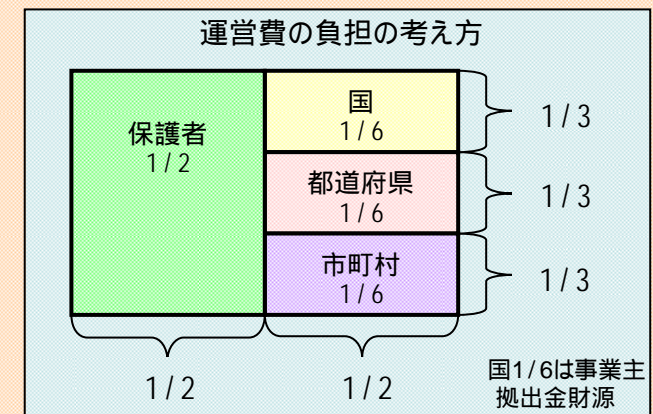 運営費の負担の考え方
保護者
1/2
国
1/6
都道府県
1/6
市町村
1/6
1/3
1/3
1/3
1/2
1/2
国1/6は事業主
拠出金財源